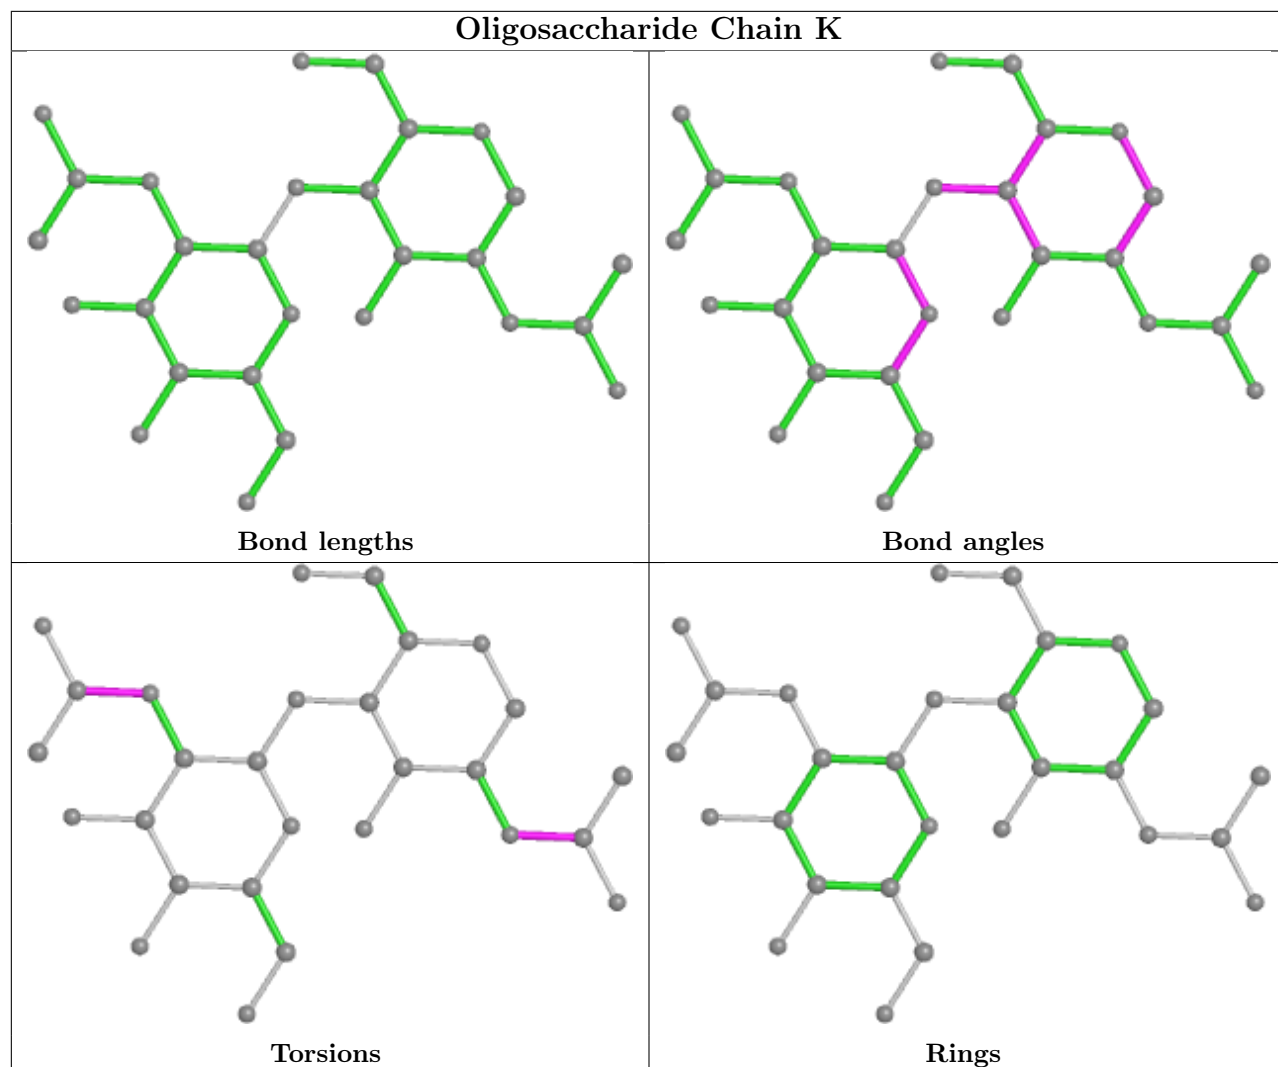 Oligosaccharide Chain K
Bond lengths
Bond angles
Torsions
Rings